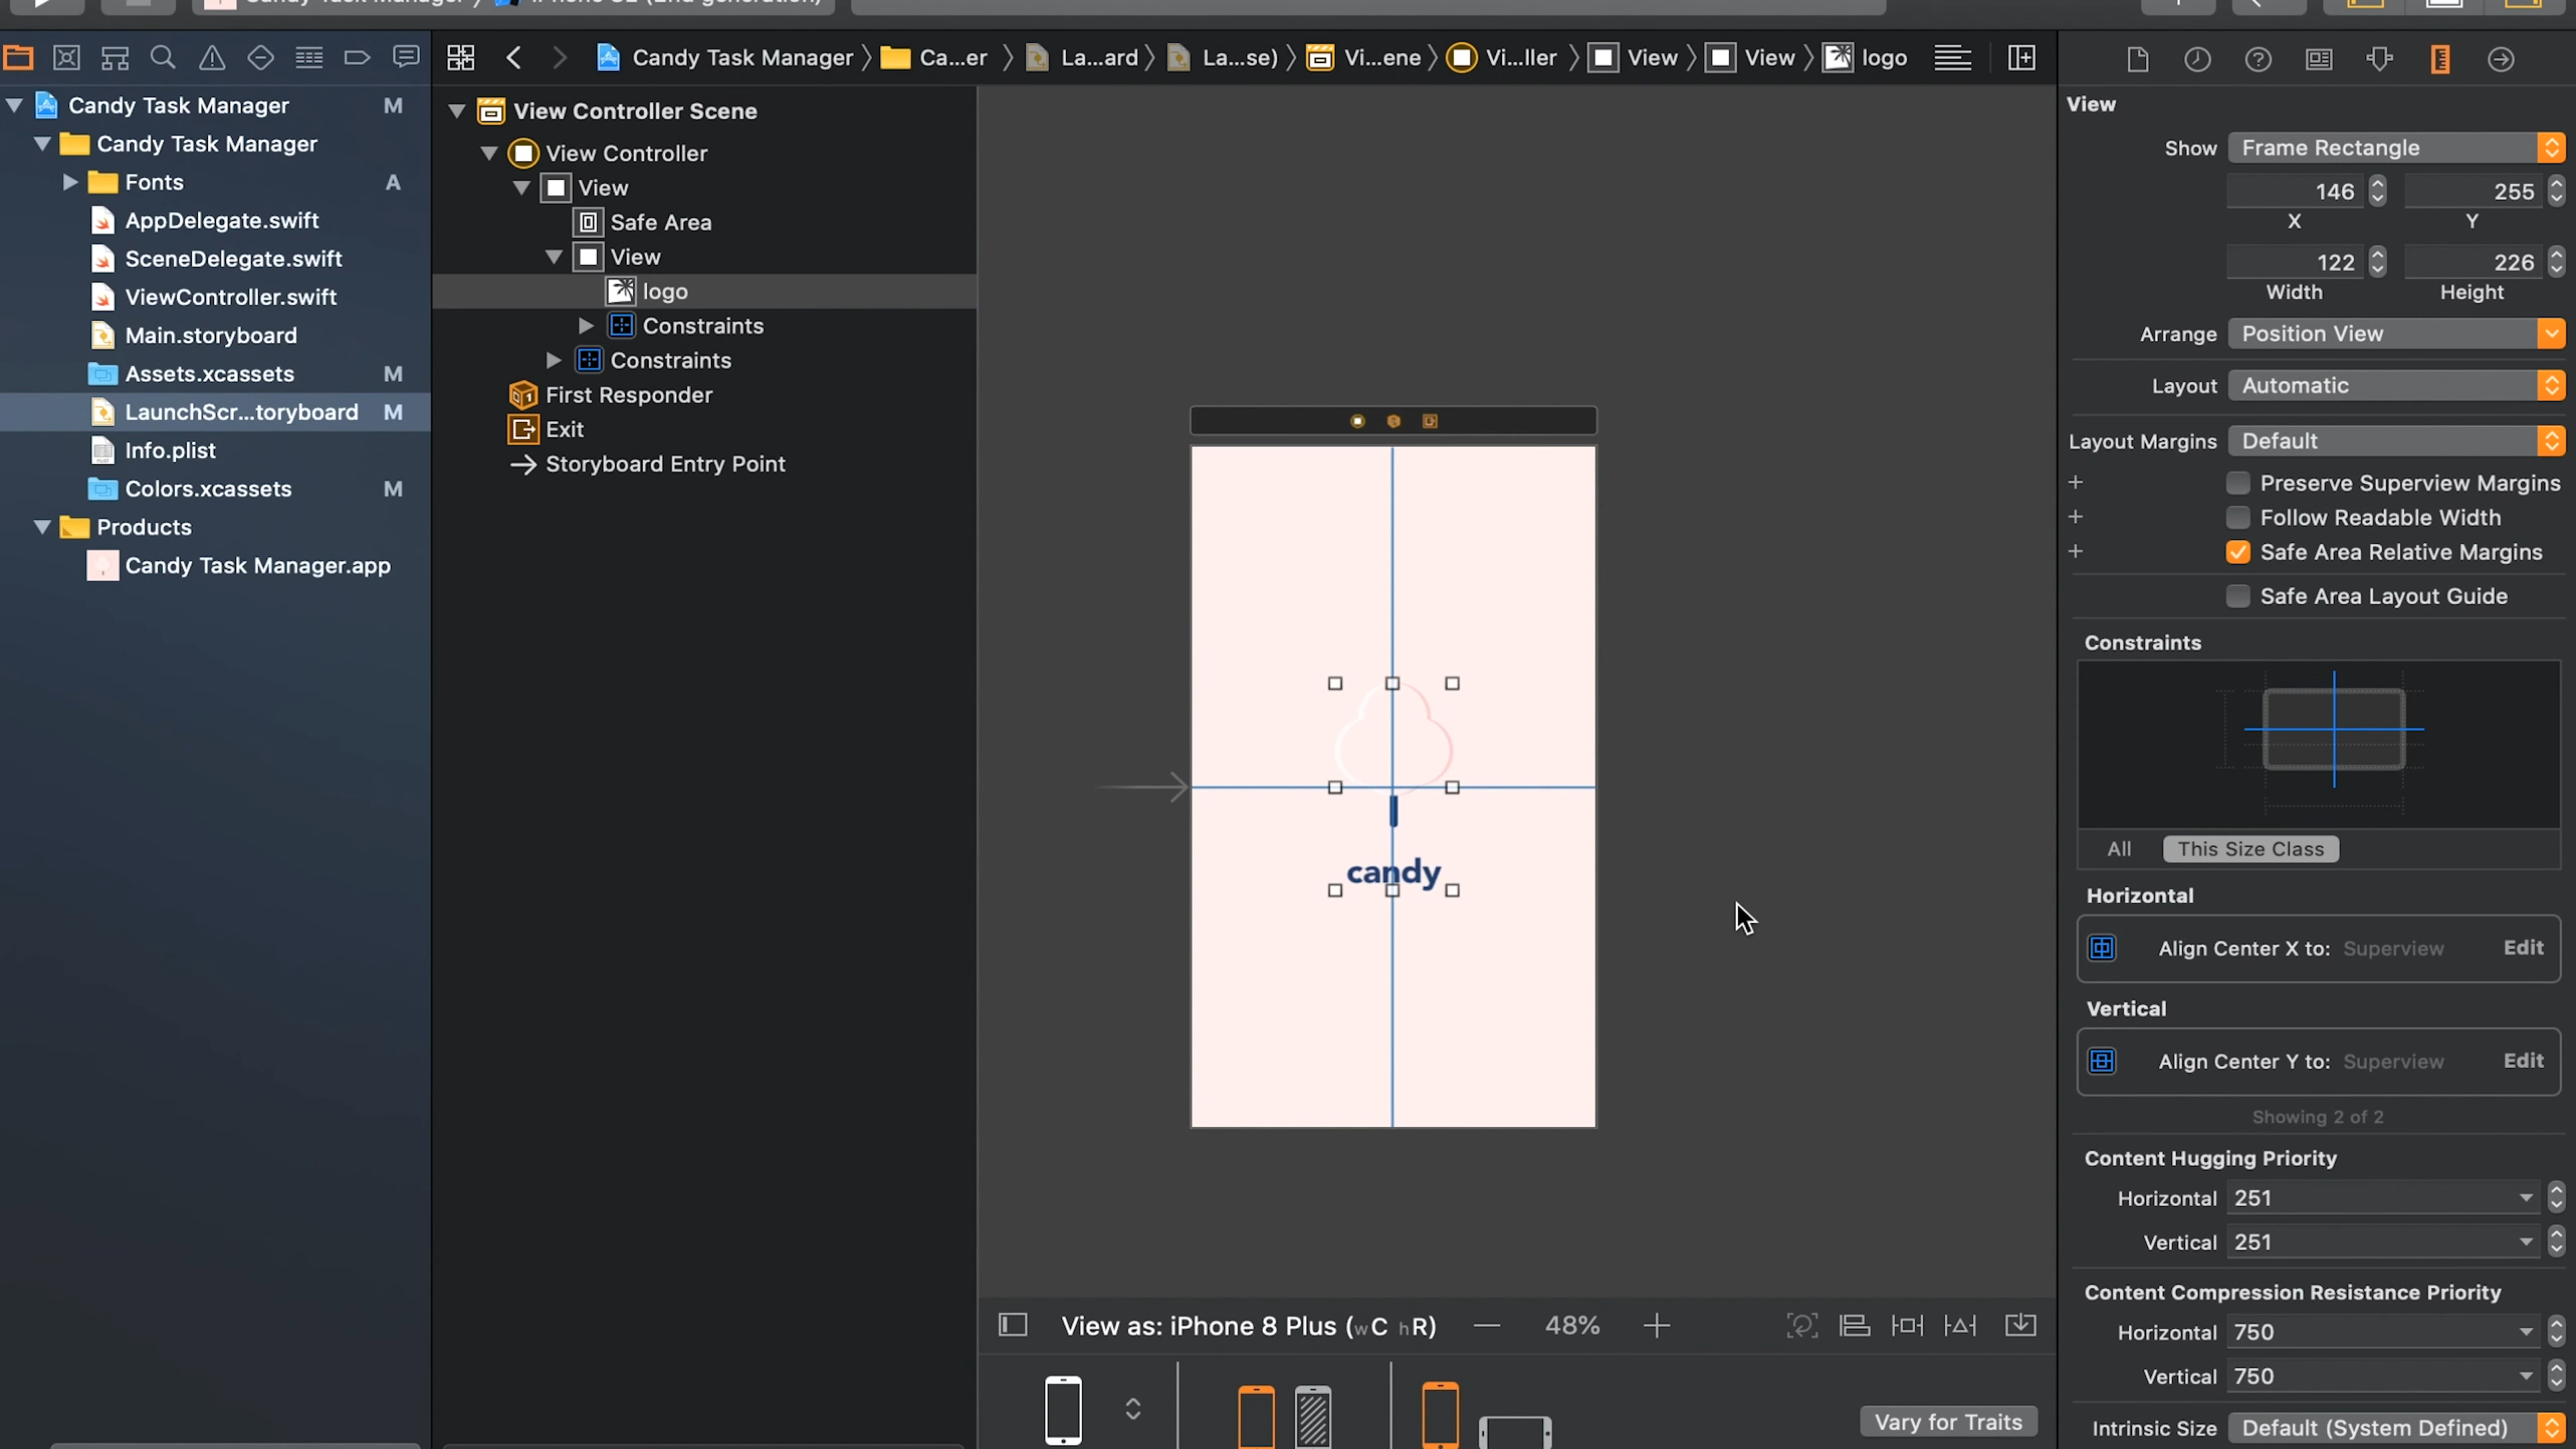 Candy Task Manager 〉 Ca...er 〉 La...ard 〉 La...se) 〉 Vi...ene 〉 Vi...ller 〉 View 〉 View 〉 logo
Candy Task Manager M
Candy Task Manager
Fonts A
AppDelegate.swift
SceneDelegate.swift
ViewController.swift
Main.storyboard
Assets.xcassets M
LaunchScr...toryboard M
Info.plist
Colors.xcassets M
Products
Candy Task Manager.app
View Controller Scene
View Controller
View
Safe Area
View
logo
Constraints
Constraints
First Responder
Exit
Storyboard Entry Point
candy
View as: iPhone 8 Plus (wC hR)
48%
Vary for Traits
View
Show Frame Rectangle
146 255
X Y
122 226
Width Height
Arrange Position View
Layout Automatic
Layout Margins Default
Preserve Superview Margins
Follow Readable Width
Safe Area Relative Margins
Safe Area Layout Guide
Constraints
All This Size Class
Horizontal
Align Center X to: Superview Edit
Vertical
Align Center Y to: Superview Edit
Showing 2 of 2
Content Hugging Priority
Horizontal 251
Vertical 251
Content Compression Resistance Priority
Horizontal 750
Vertical 750
Intrinsic Size Default (System Defined)